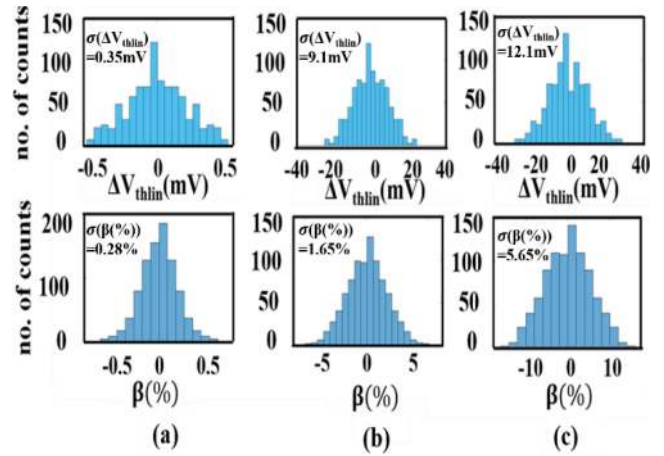 150 150 150
σ(ΔVthlin) σ(ΔVthlin) σ(ΔVthlin)
=0.35mV =9.1mV =12.1mV
100 100 100
50 50 50
0 0 0
no. of counts
-0.5 0 0.5 -40 -20 0 20 40 -40 -20 0 20 40
ΔVthlin(mV) ΔVthlin(mV) ΔVthlin(mV)
200 150 150
σ(β(%)) σ(β(%)) σ(β(%))
=0.28% =1.65% =5.65%
100 100 100
50 50
0 0 0
no. of counts
-0.5 0 0.5 -5 0 5 -10 0 10
β(%) β(%) β(%)
(a) (b) (c)